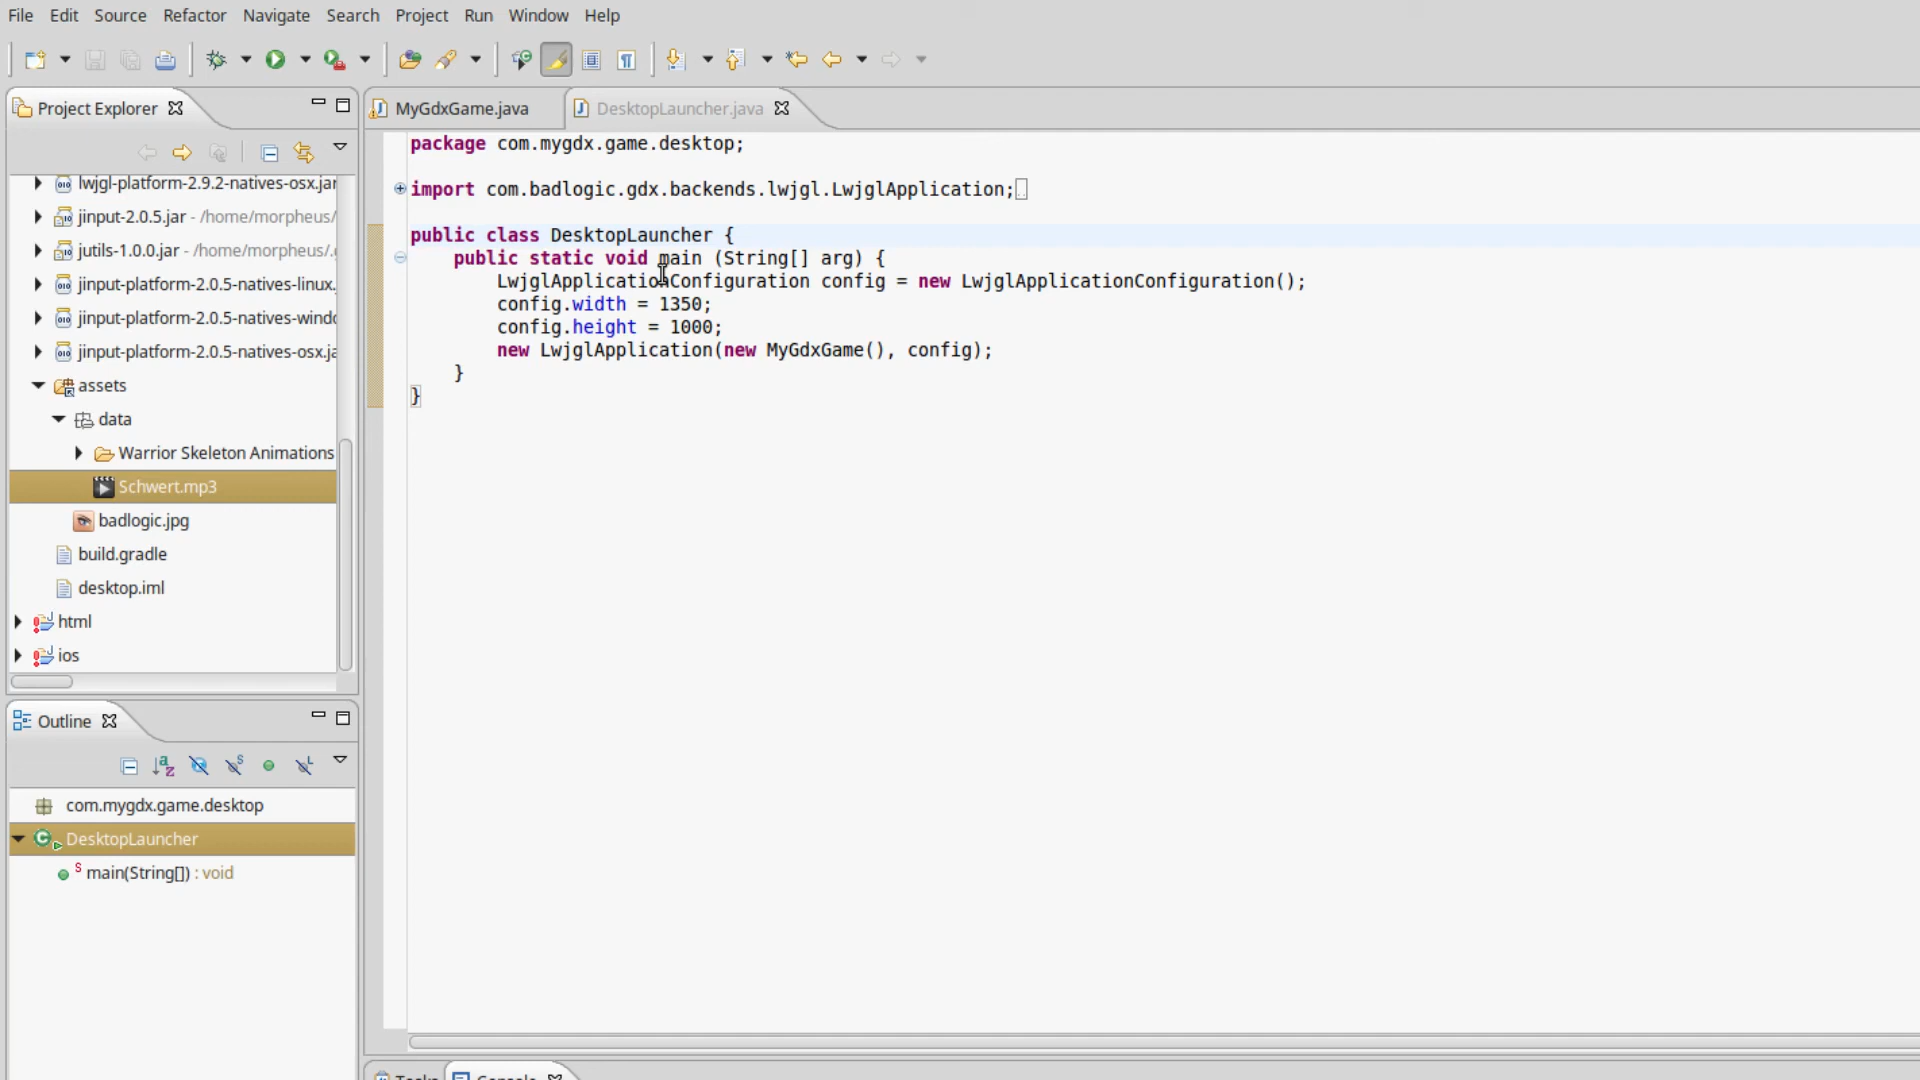 File Edit Source Refactor Navigate Search Project Run Window Help
Project Explorer
MyGdxGame.java
DesktopLauncher.java
lwjgl-platform-2.9.2-natives-osx.jar
jinput-2.0.5.jar - /home/morpheus/
jutils-1.0.0.jar - /home/morpheus/.
jinput-platform-2.0.5-natives-linux.
jinput-platform-2.0.5-natives-windo
jinput-platform-2.0.5-natives-osx.ja
assets
data
Warrior Skeleton Animations
Schwert.mp3
badlogic.jpg
build.gradle
desktop.iml
html
ios
package com.mygdx.game.desktop;
import com.badlogic.gdx.backends.lwjgl.LwjglApplication;
public class DesktopLauncher {
public static void main (String[] arg) {
LwjglApplicationConfiguration config = new LwjglApplicationConfiguration();
config.width = 1350;
config.height = 1000;
new LwjglApplication(new MyGdxGame(), config);
}
}
Outline
com.mygdx.game.desktop
DesktopLauncher
main(String[]) : void
Tasks
Console